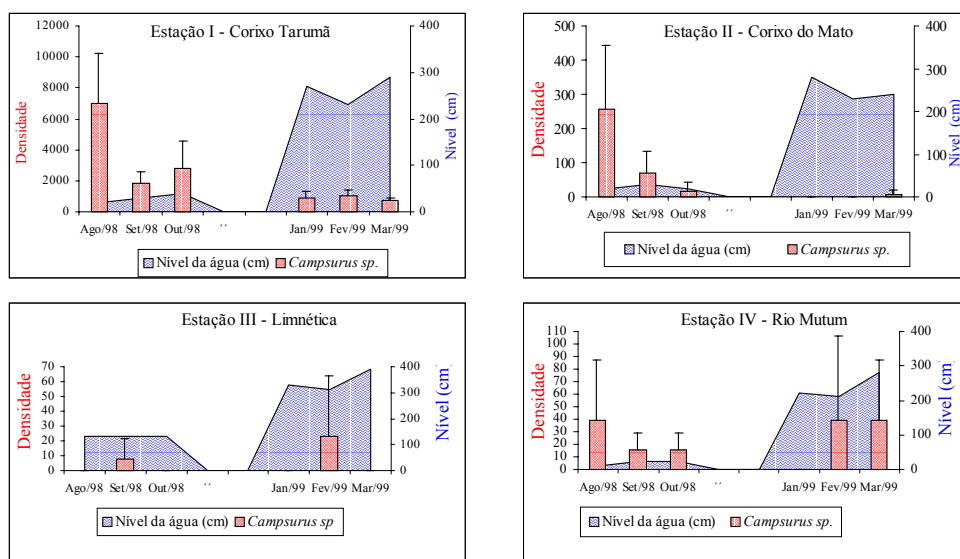 Estação I - Corixo Tarumã
12000
10000
8000
6000
4000
2000
0
Densidade
400
300
200
100
0
Nível (cm)
Ago/98 Set/98 Out/98 ´´ Jan/99 Fev/99 Mar/99
Nível da água (cm) Campsurus sp.
Estação II - Corixo do Mato
500
400
300
200
100
0
Densidade
400
300
200
100
0
Nível (cm)
Ago/98 Set/98 Out/98 ´´ Jan/99 Fev/99 Mar/99
Nível da água (cm) Campsurus sp.
Estação III - Limnética
70
60
50
40
30
20
10
0
Densidade
400
300
200
100
0
Nível (cm)
Ago/98 Set/98 Out/98 ´´ Jan/99 Fev/99 Mar/99
Nível da água (cm) Campsurus sp
Estação IV - Rio Mutum
110
100
90
80
70
60
50
40
30
20
10
0
Densidade
400
300
200
100
0
Nível (cm)
Ago/98 Set/98 Out/98 ´´ Jan/99 Fev/99 Mar/99
Nível da água (cm) Campsurus sp.